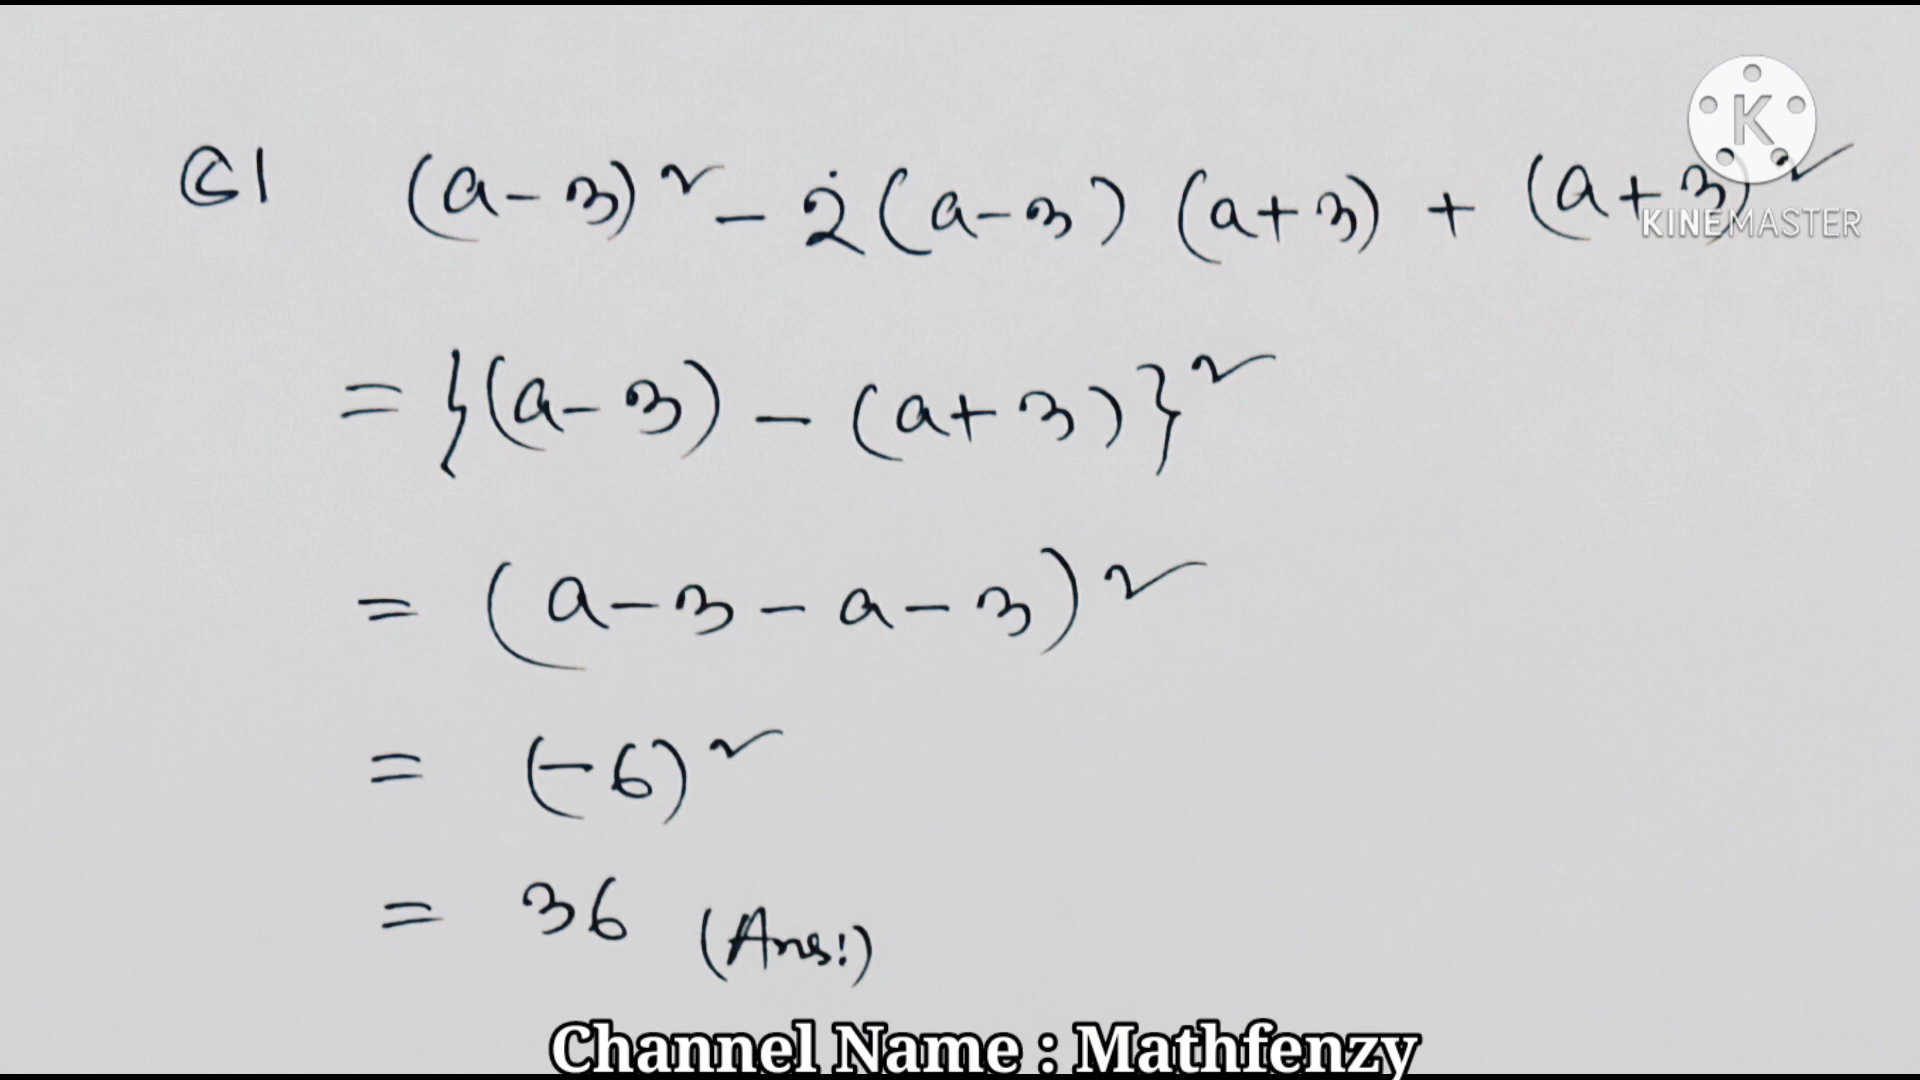 ৫। (a-3)² - 2(a-3) (a+3) + (a+3)²
K
KINEMASTER
= {(a-3) - (a+3)}²
= (a-3-a-3)²
= (-6)²
= 36 (Ans:)
Channel Name : Mathfenzy